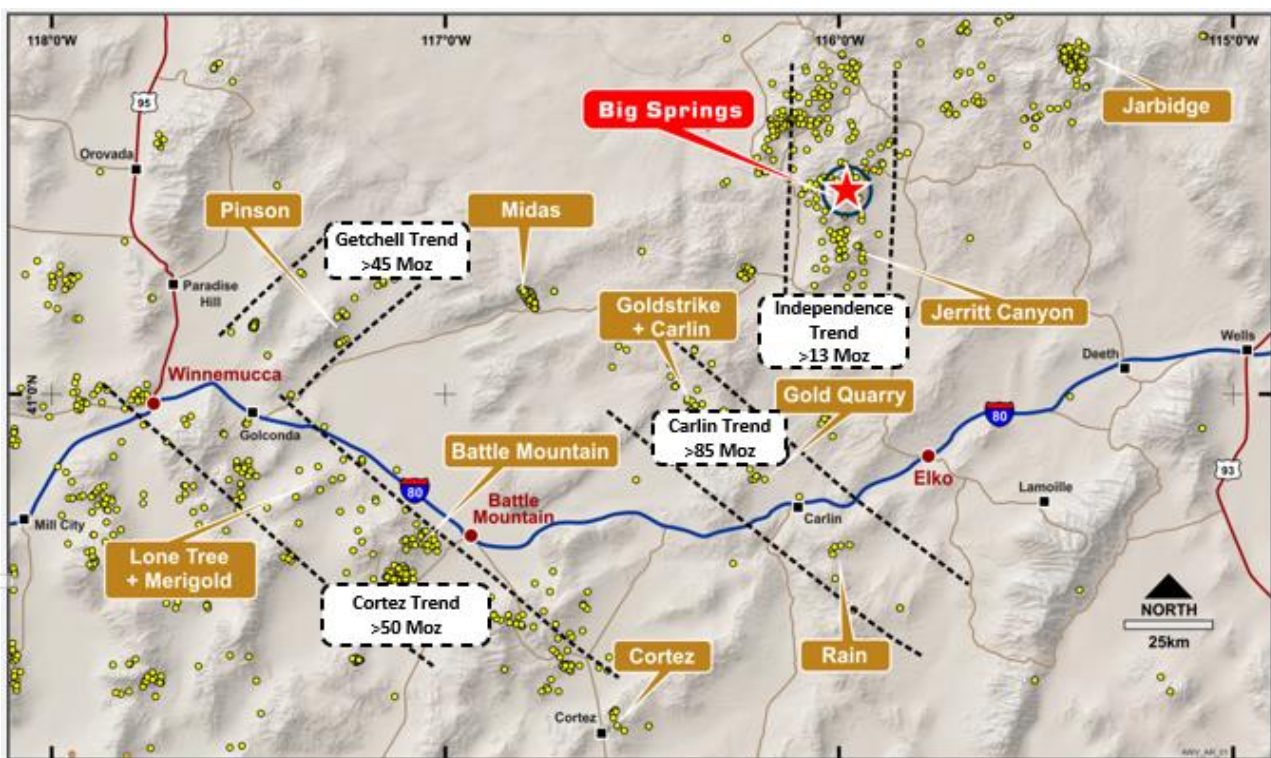 118°0'W
117°0'W
116°0'W
115°0'W
95
Big Springs
Jarbidge
Orovada
Pinson
Midas
Getchell Trend
>45 Moz
Paradise
Hill
Goldstrike
+ Carlin
Independence
Trend
>13 Moz
Jerritt Canyon
Wells
Deeth
41°0'N
Winnemucca
Golconda
Gold Quarry
Carlin Trend
>85 Moz
80
Battle Mountain
93
Elko
80
Lamoille
Battle
Mountain
Carlin
Mill City
Lone Tree
+ Merigold
Cortez Trend
>50 Moz
NORTH
25km
Rain
Cortez
Cortez
AWV_AR_01